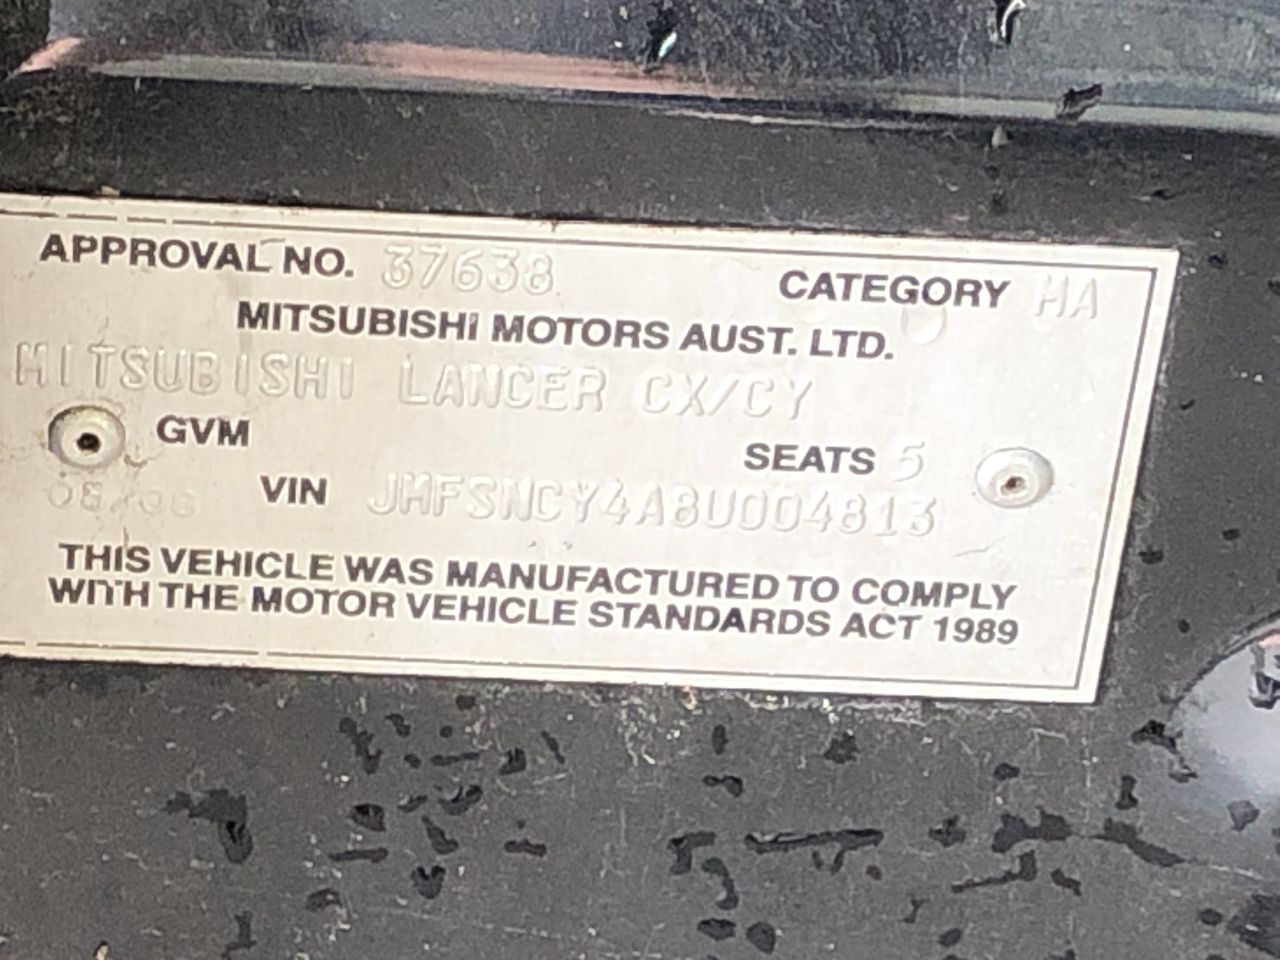 APPROVAL NO. 37638 CATEGORY MA
MITSUBISHI MOTORS AUST. LTD.
MITSUBISHI LANCER CX/CY
GVM SEATS 5
VIN JMFSNCY4A8U004813
THIS VEHICLE WAS MANUFACTURED TO COMPLY
WITH THE MOTOR VEHICLE STANDARDS ACT 1989